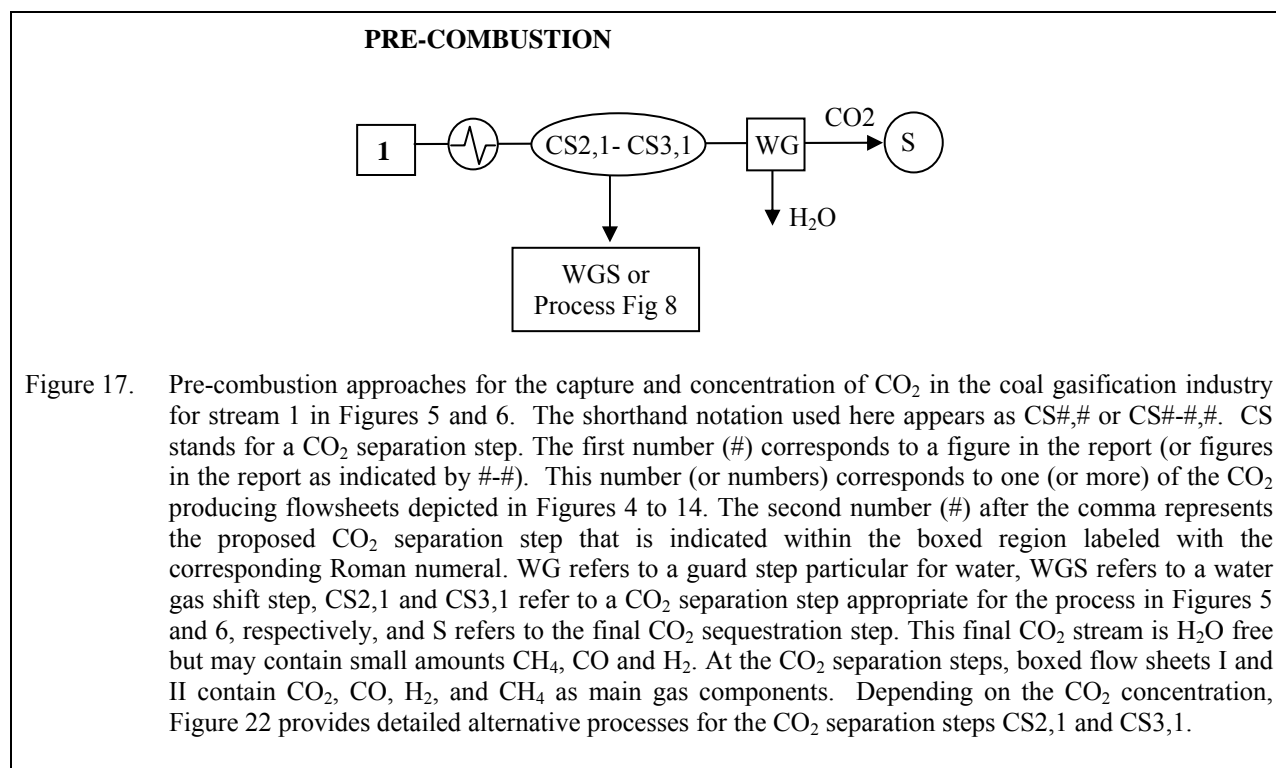 PRE-COMBUSTION
1
CS2,1- CS3,1
WG
CO2
S
H₂O
WGS or
Process Fig 8
Figure 17. Pre-combustion approaches for the capture and concentration of CO₂ in the coal gasification industry
for stream 1 in Figures 5 and 6. The shorthand notation used here appears as CS#,# or CS#-#,#. CS
stands for a CO₂ separation step. The first number (#) corresponds to a figure in the report (or figures
in the report as indicated by #-#). This number (or numbers) corresponds to one (or more) of the CO₂
producing flowsheets depicted in Figures 4 to 14. The second number (#) after the comma represents
the proposed CO₂ separation step that is indicated within the boxed region labeled with the
corresponding Roman numeral. WG refers to a guard step particular for water, WGS refers to a water
gas shift step, CS2,1 and CS3,1 refer to a CO₂ separation step appropriate for the process in Figures 5
and 6, respectively, and S refers to the final CO₂ sequestration step. This final CO₂ stream is H₂O free
but may contain small amounts CH₄, CO and H₂. At the CO₂ separation steps, boxed flow sheets I and
II contain CO₂, CO, H₂, and CH₄ as main gas components. Depending on the CO₂ concentration,
Figure 22 provides detailed alternative processes for the CO₂ separation steps CS2,1 and CS3,1.